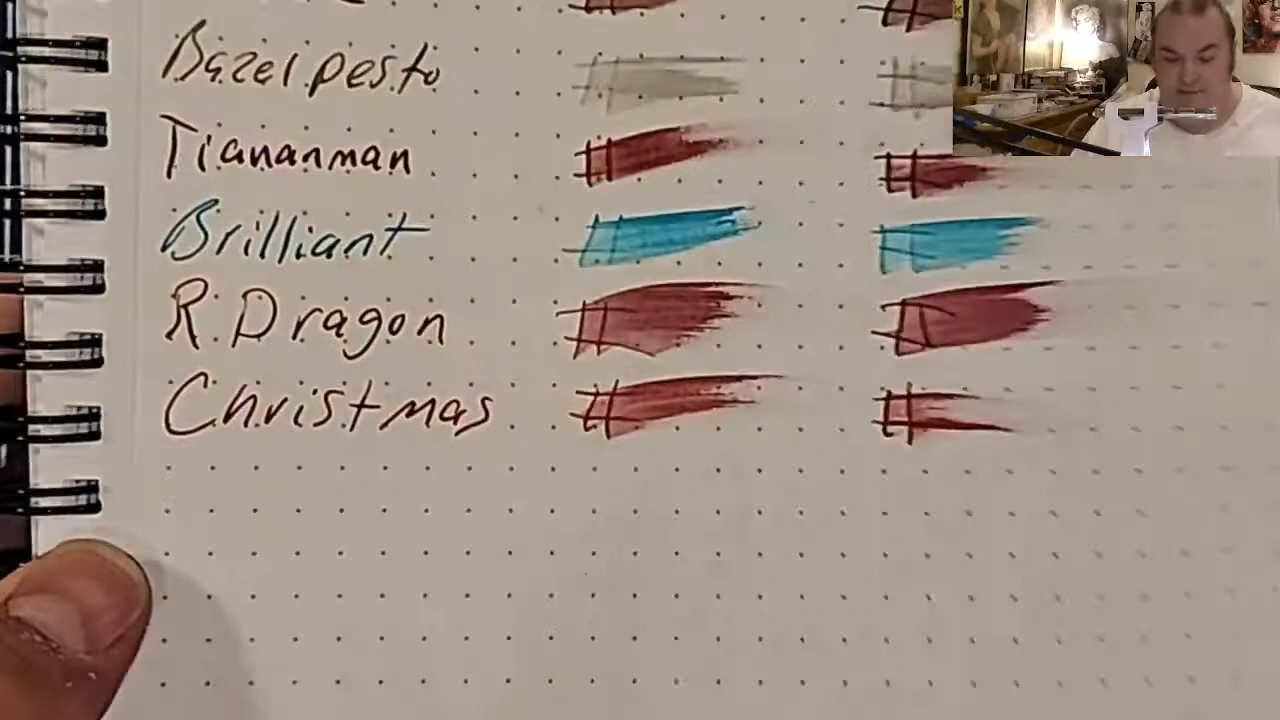 Bazel pesto
Tiananman
Brilliant
R. Dragon
Christmas